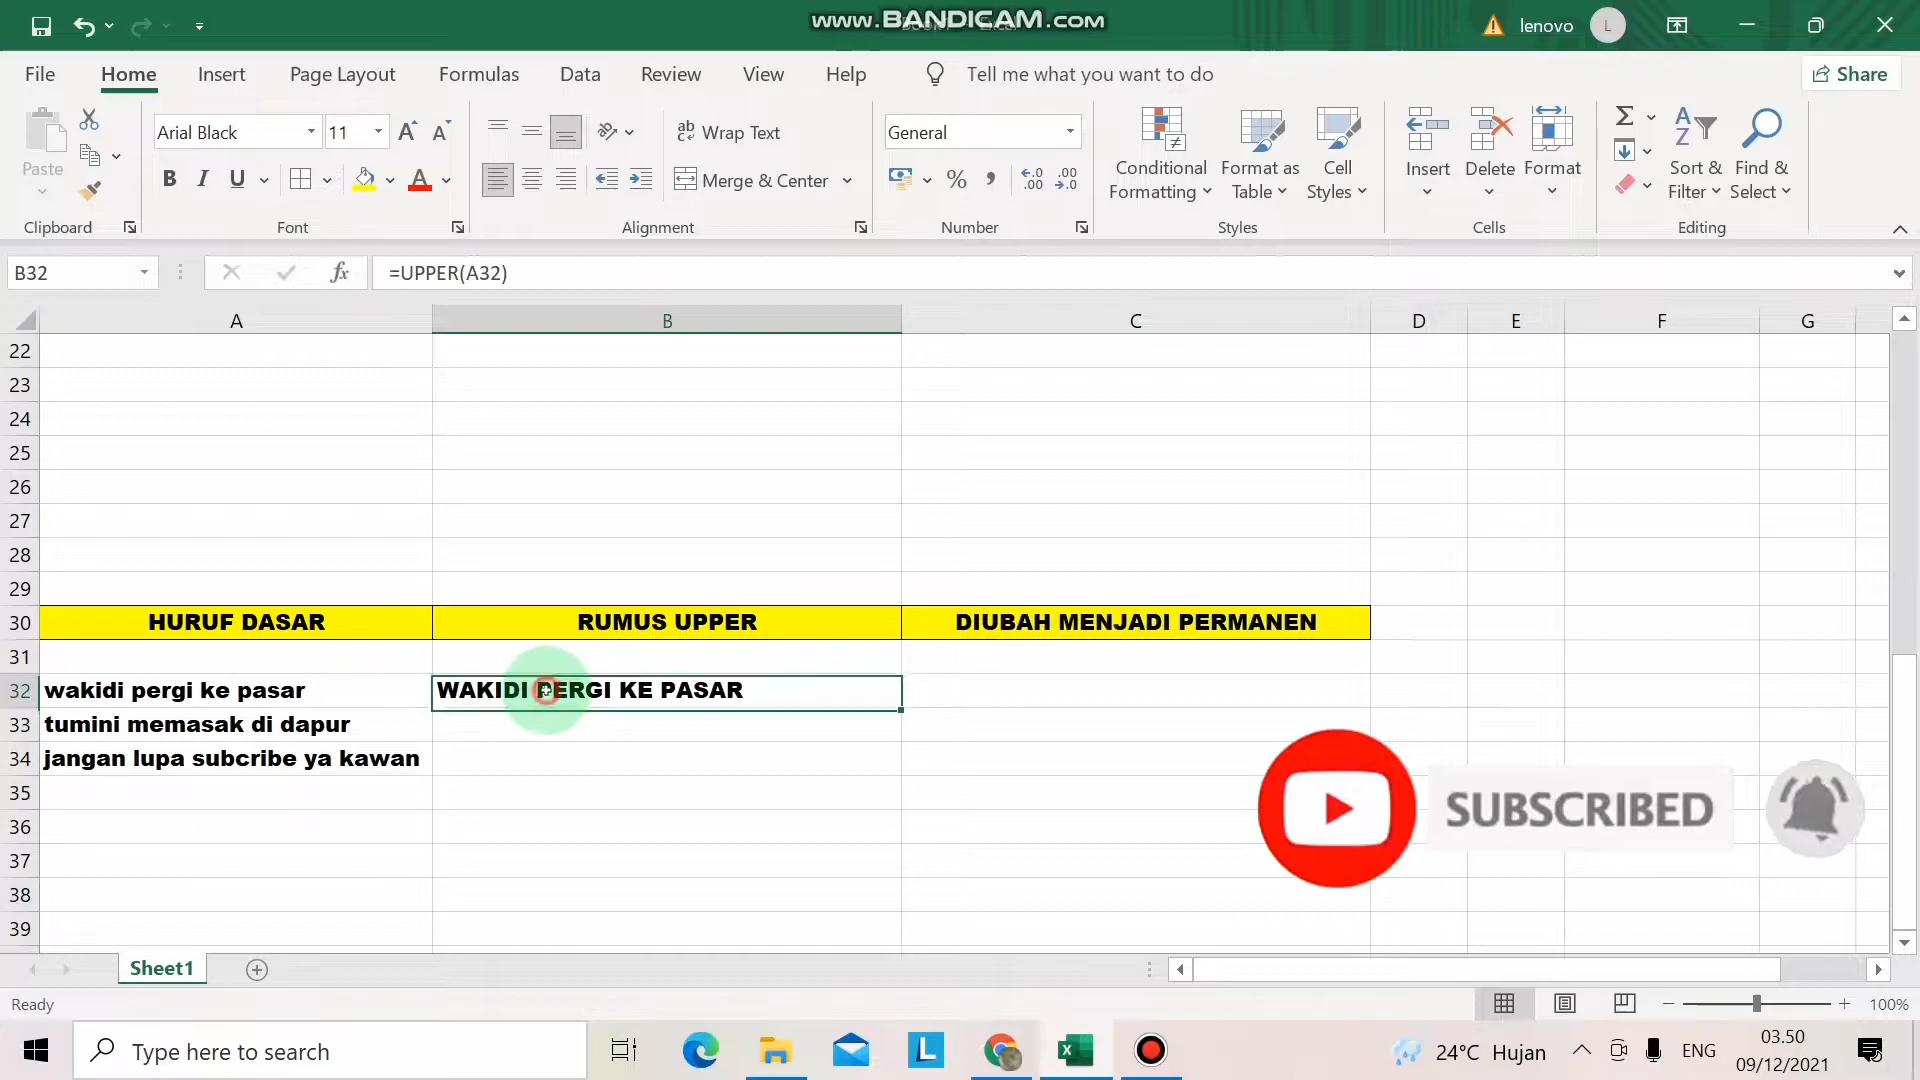 www.BANDICAM.com
lenovo
L
File
Home
Insert
Page Layout
Formulas
Data
Review
View
Help
Tell me what you want to do
Share
Paste
Clipboard
Arial Black
11
B I U
Font
Wrap Text
Merge & Center
Alignment
General
Number
Conditional
Formatting
Format as
Table
Cell
Styles
Styles
Insert
Delete
Format
Cells
Sort &
Filter
Find &
Select
Editing
B32
fx
=UPPER(A32)
A B C D E F G
22
23
24
25
26
27
28
29
30 HURUF DASAR RUMUS UPPER DIUBAH MENJADI PERMANEN
31
32 wakidi pergi ke pasar WAKIDI PERGI KE PASAR
33 tumini memasak di dapur
34 jangan lupa subcribe ya kawan
35
36
37
38
39
SUBSCRIBED
Sheet1
Ready
100%
Type here to search
L
24°C Hujan
ENG
03.50
09/12/2021